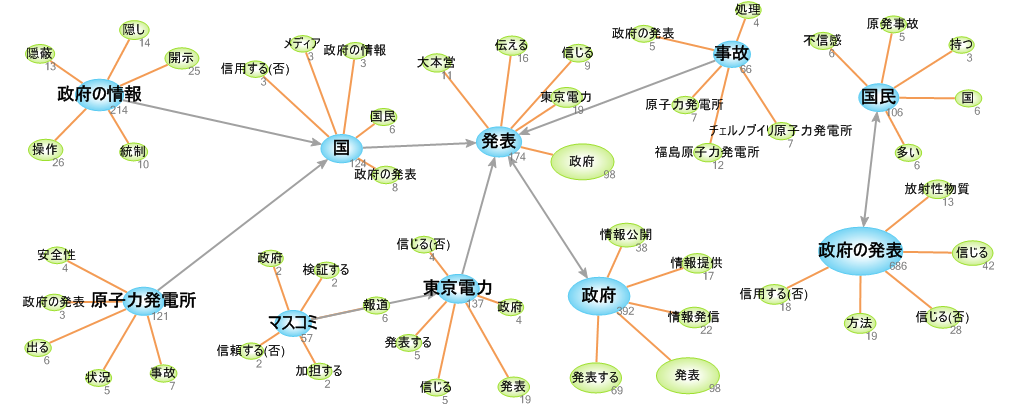 隠し
14
隠蔽
13
開示
25
政府の情報
214
操作
26
統制
10
メディア
3
政府の情報
3
信用する(否)
3
国民
6
国
124
政府の発表
8
伝える
16
信じる
9
大本営
11
東京電力
19
発表
174
政府
98
処理
4
政府の発表
5
事故
66
原子力発電所
7
チェルノブイリ原子力発電所
7
福島原子力発電所
12
原発事故
5
不信感
6
持つ
3
国民
106
国
6
多い
6
放射性物質
13
政府の発表
686
信じる
42
信用する(否)
18
方法
19
信じる(否)
28
安全性
4
政府の発表
3
原子力発電所
121
出る
6
状況
5
事故
7
政府
2
検証する
2
報道
6
マスコミ
57
信頼する(否)
2
加担する
2
信じる(否)
4
東京電力
137
政府
4
発表する
5
信じる
5
発表
19
情報公開
38
情報提供
17
政府
392
情報発信
22
発表する
69
発表
98